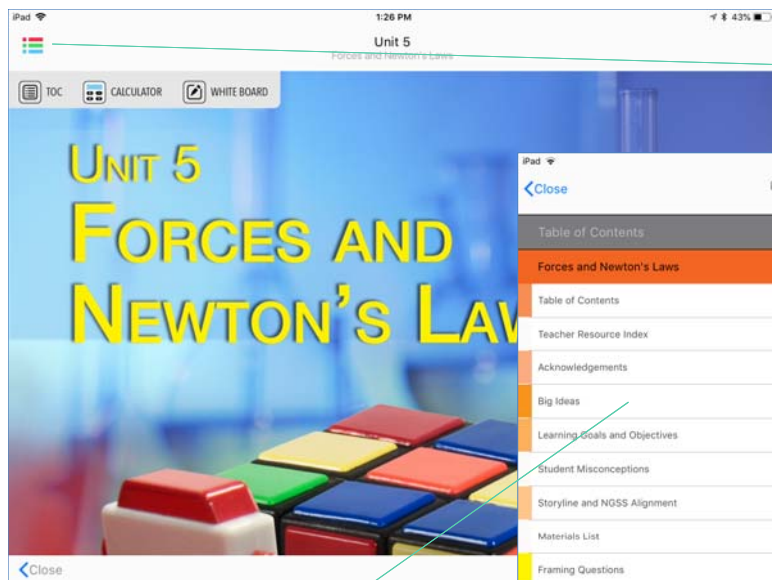 iPad
1:26 PM
43%
Unit 5
Forces and Newton's Laws
TOC
CALCULATOR
WHITE BOARD
UNIT 5
FORCES AND
NEWTON'S LAW
Close
iPad
Close
Table of Contents
Forces and Newton's Laws
Table of Contents
Teacher Resource Index
Acknowledgements
Big Ideas
Learning Goals and Objectives
Student Misconceptions
Storyline and NGSS Alignment
Materials List
Framing Questions